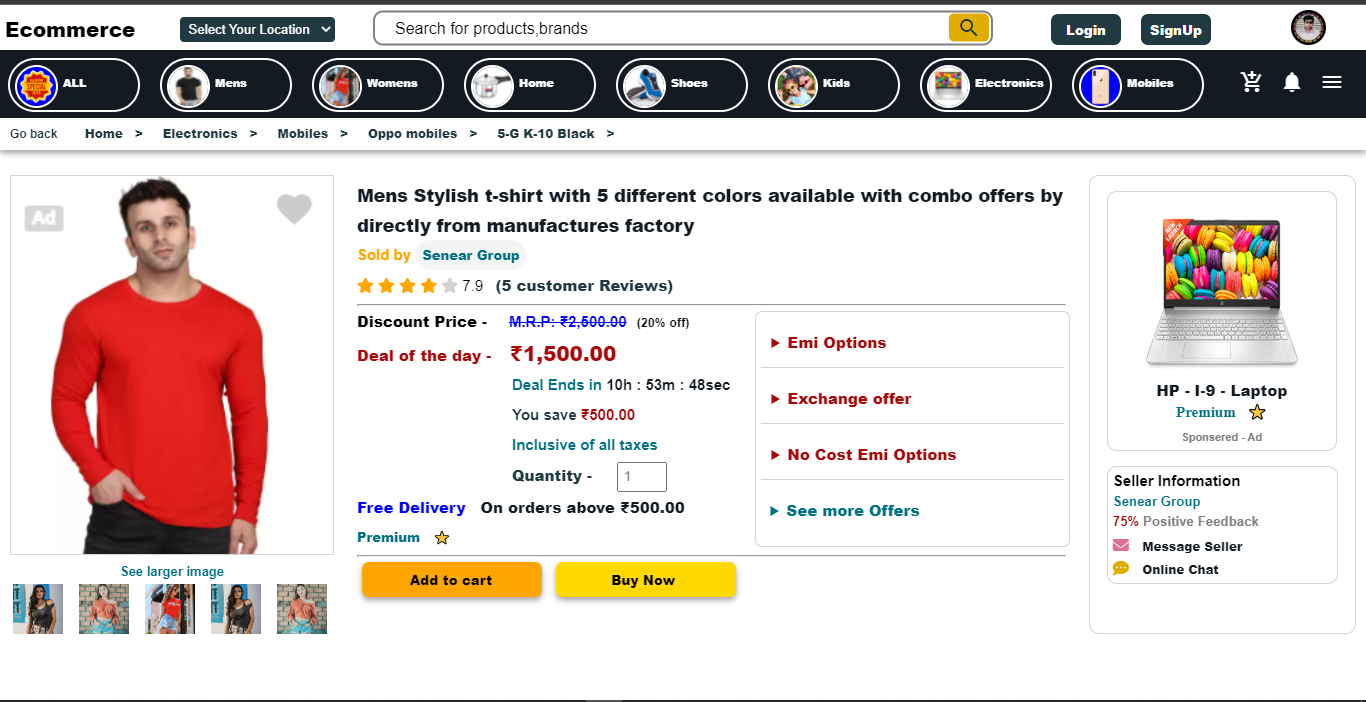 Ecommerce
Select Your Location
Search for products,brands
Login
SignUp
ALL
Mens
Womens
Home
Shoes
Kids
Electronics
Mobiles
Go back Home > Electronics > Mobiles > Oppo mobiles > 5-G K-10 Black >
Ad
See larger image
Mens Stylish t-shirt with 5 different colors available with combo offers by
directly from manufactures factory
Sold by Senear Group
7.9 (5 customer Reviews)
Discount Price - M.R.P: ₹2,500.00 (20% off)
Deal of the day - ₹1,500.00
Deal Ends in 10h : 53m : 48sec
You save ₹500.00
Inclusive of all taxes
Quantity - 1
Free Delivery On orders above ₹500.00
Premium
Emi Options
Exchange offer
No Cost Emi Options
See more Offers
Add to cart
Buy Now
NEW LAUNCH
HP - I-9 - Laptop
Premium
Sponsered - Ad
Seller Information
Senear Group
75% Positive Feedback
Message Seller
Online Chat